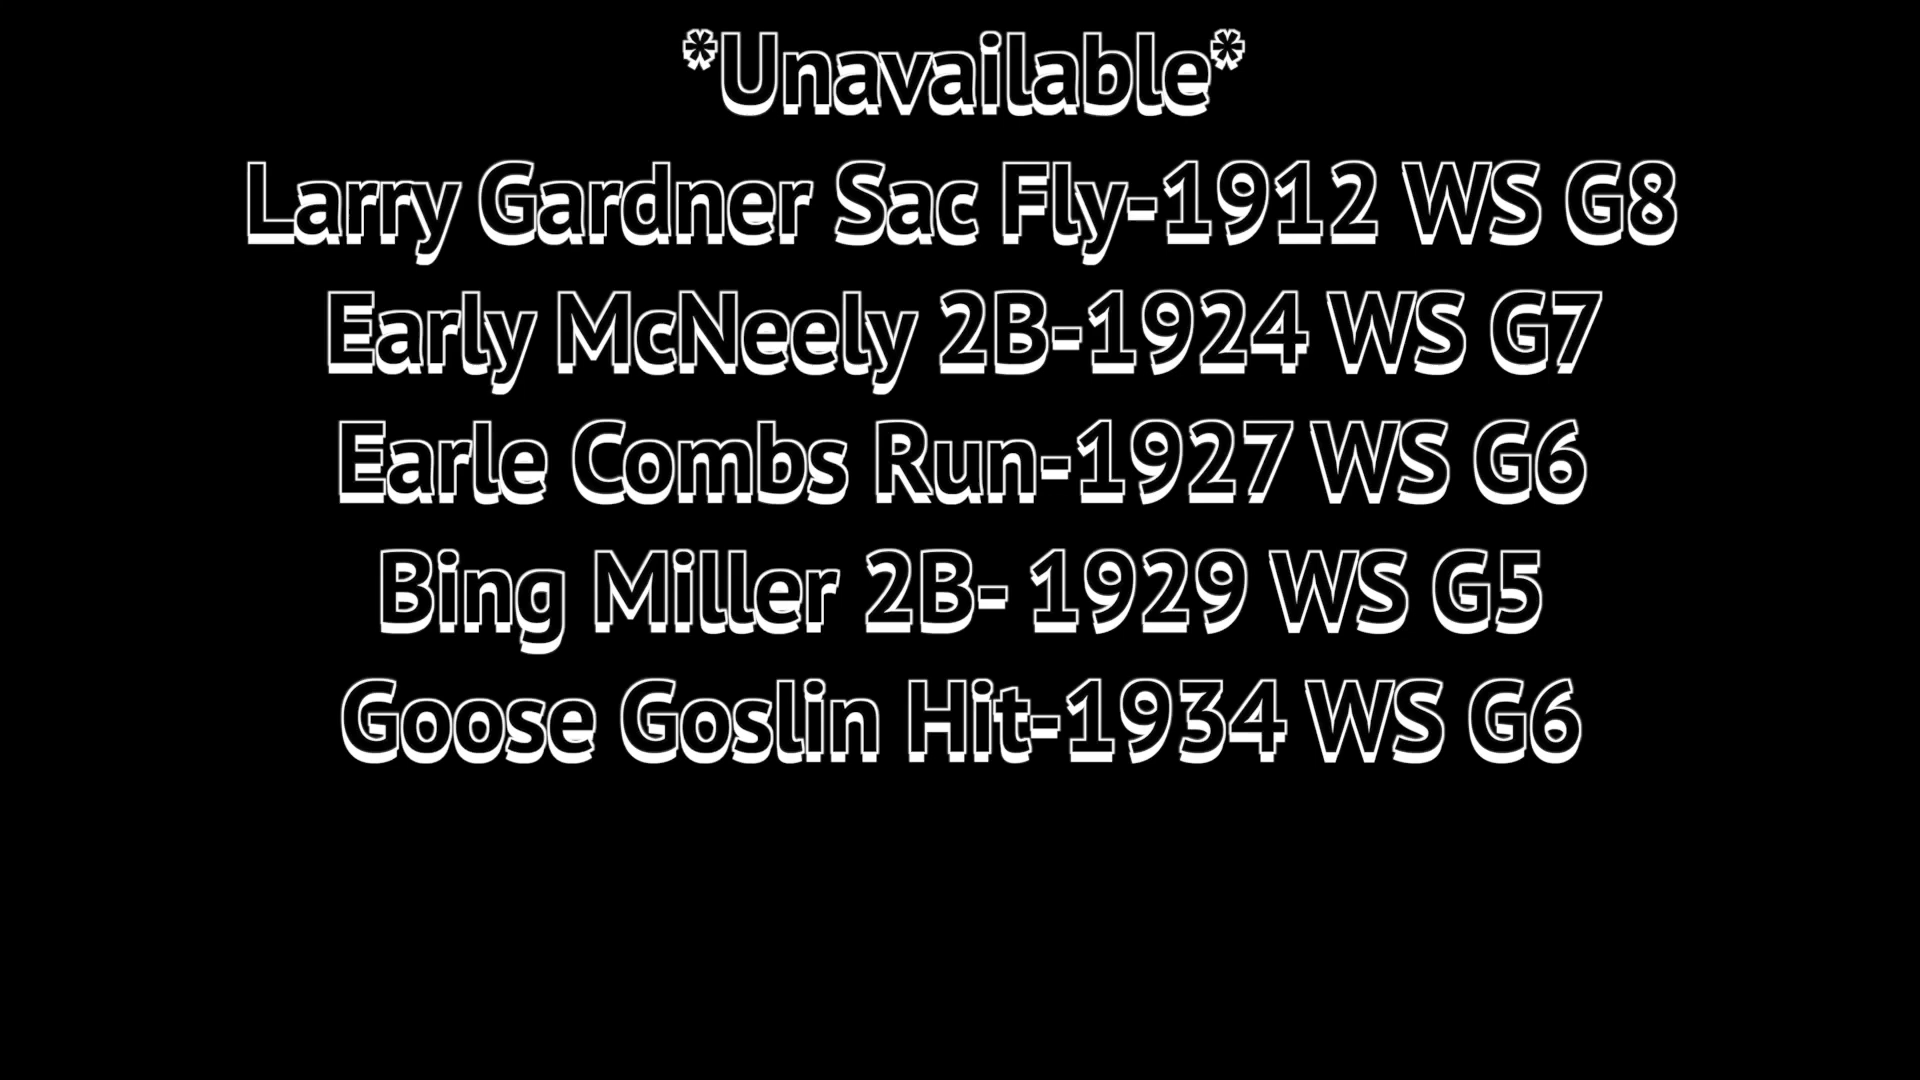 *Unavailable*
Larry Gardner Sac Fly-1912 WS G8
Early McNeely 2B-1924 WS G7
Earle Combs Run-1927 WS G6
Bing Miller 2B- 1929 WS G5
Goose Goslin Hit-1934 WS G6